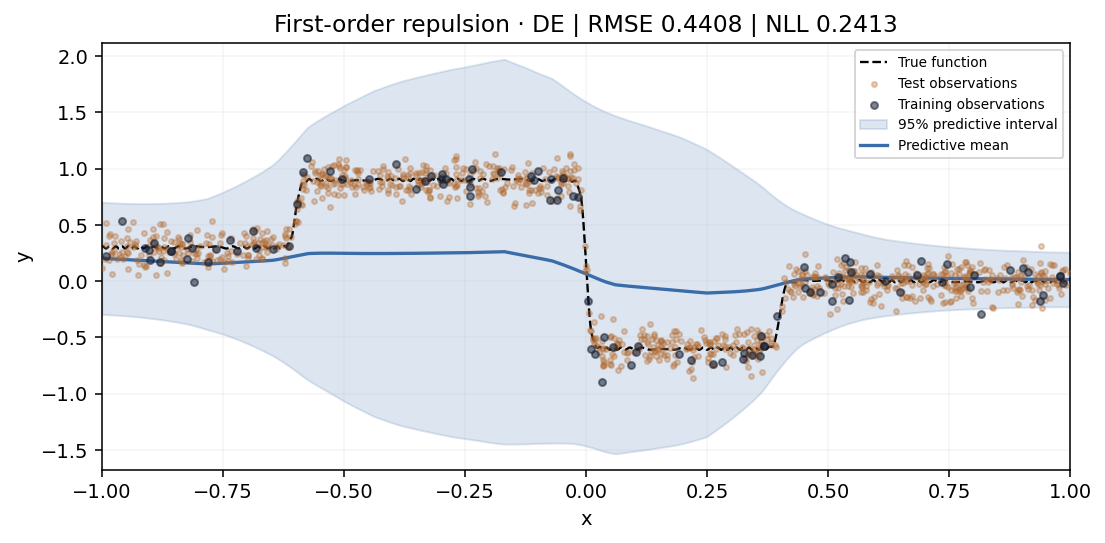 First-order repulsion · DE | RMSE 0.4408 | NLL 0.2413
True function
Test observations
Training observations
95% predictive interval
Predictive mean
y
2.0
1.5
1.0
0.5
0.0
−0.5
−1.0
−1.5
−1.00
−0.75
−0.50
−0.25
0.00
0.25
0.50
0.75
1.00
x